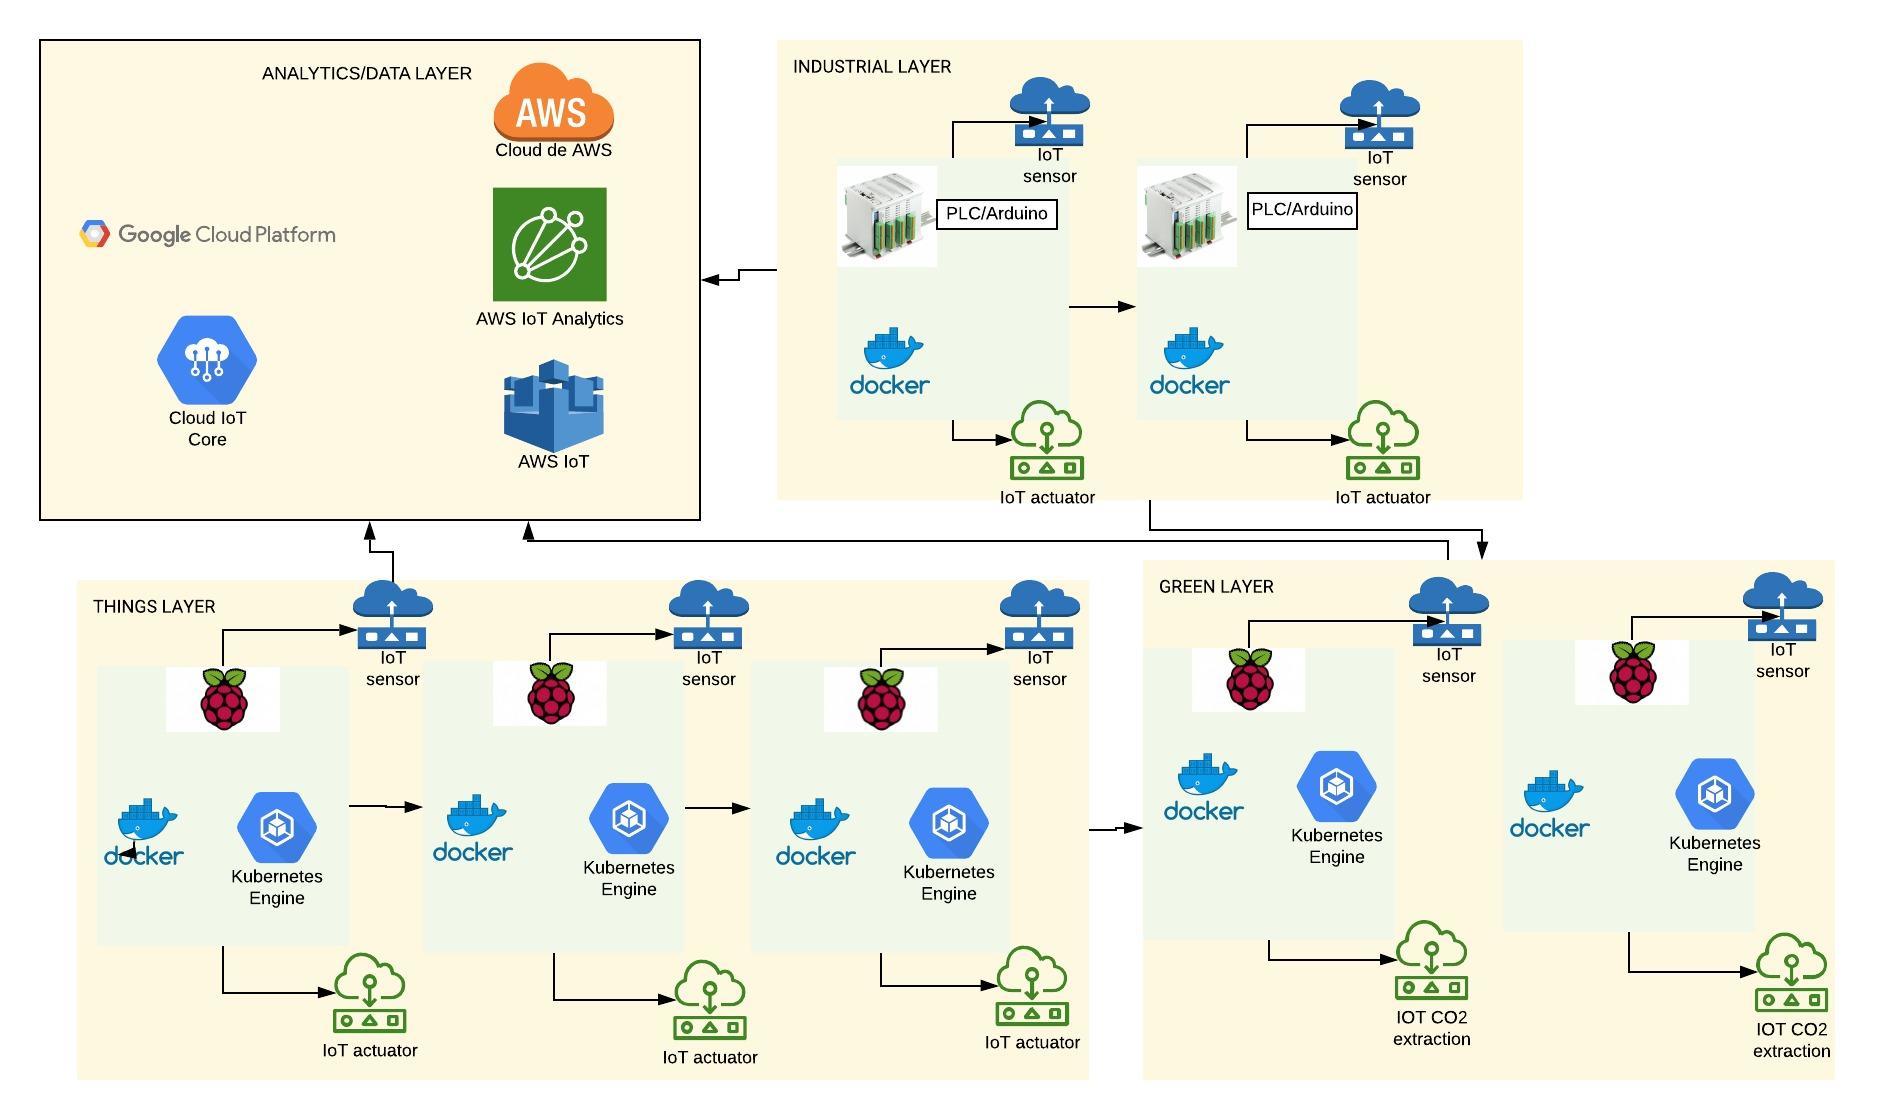 ANALYTICS/DATA LAYER
AWS
Cloud de AWS
Google Cloud Platform
AWS IoT Analytics
Cloud IoT
Core
AWS IoT
INDUSTRIAL LAYER
IoT
sensor
IoT
sensor
PLC/Arduino
PLC/Arduino
docker
docker
IoT actuator
IoT actuator
THINGS LAYER
IoT
sensor
IoT
sensor
IoT
sensor
docker
Kubernetes
Engine
docker
Kubernetes
Engine
docker
Kubernetes
Engine
IoT actuator
IoT actuator
IoT actuator
GREEN LAYER
IoT
sensor
IoT
sensor
docker
Kubernetes
Engine
docker
Kubernetes
Engine
IOT CO2
extraction
IOT CO2
extraction